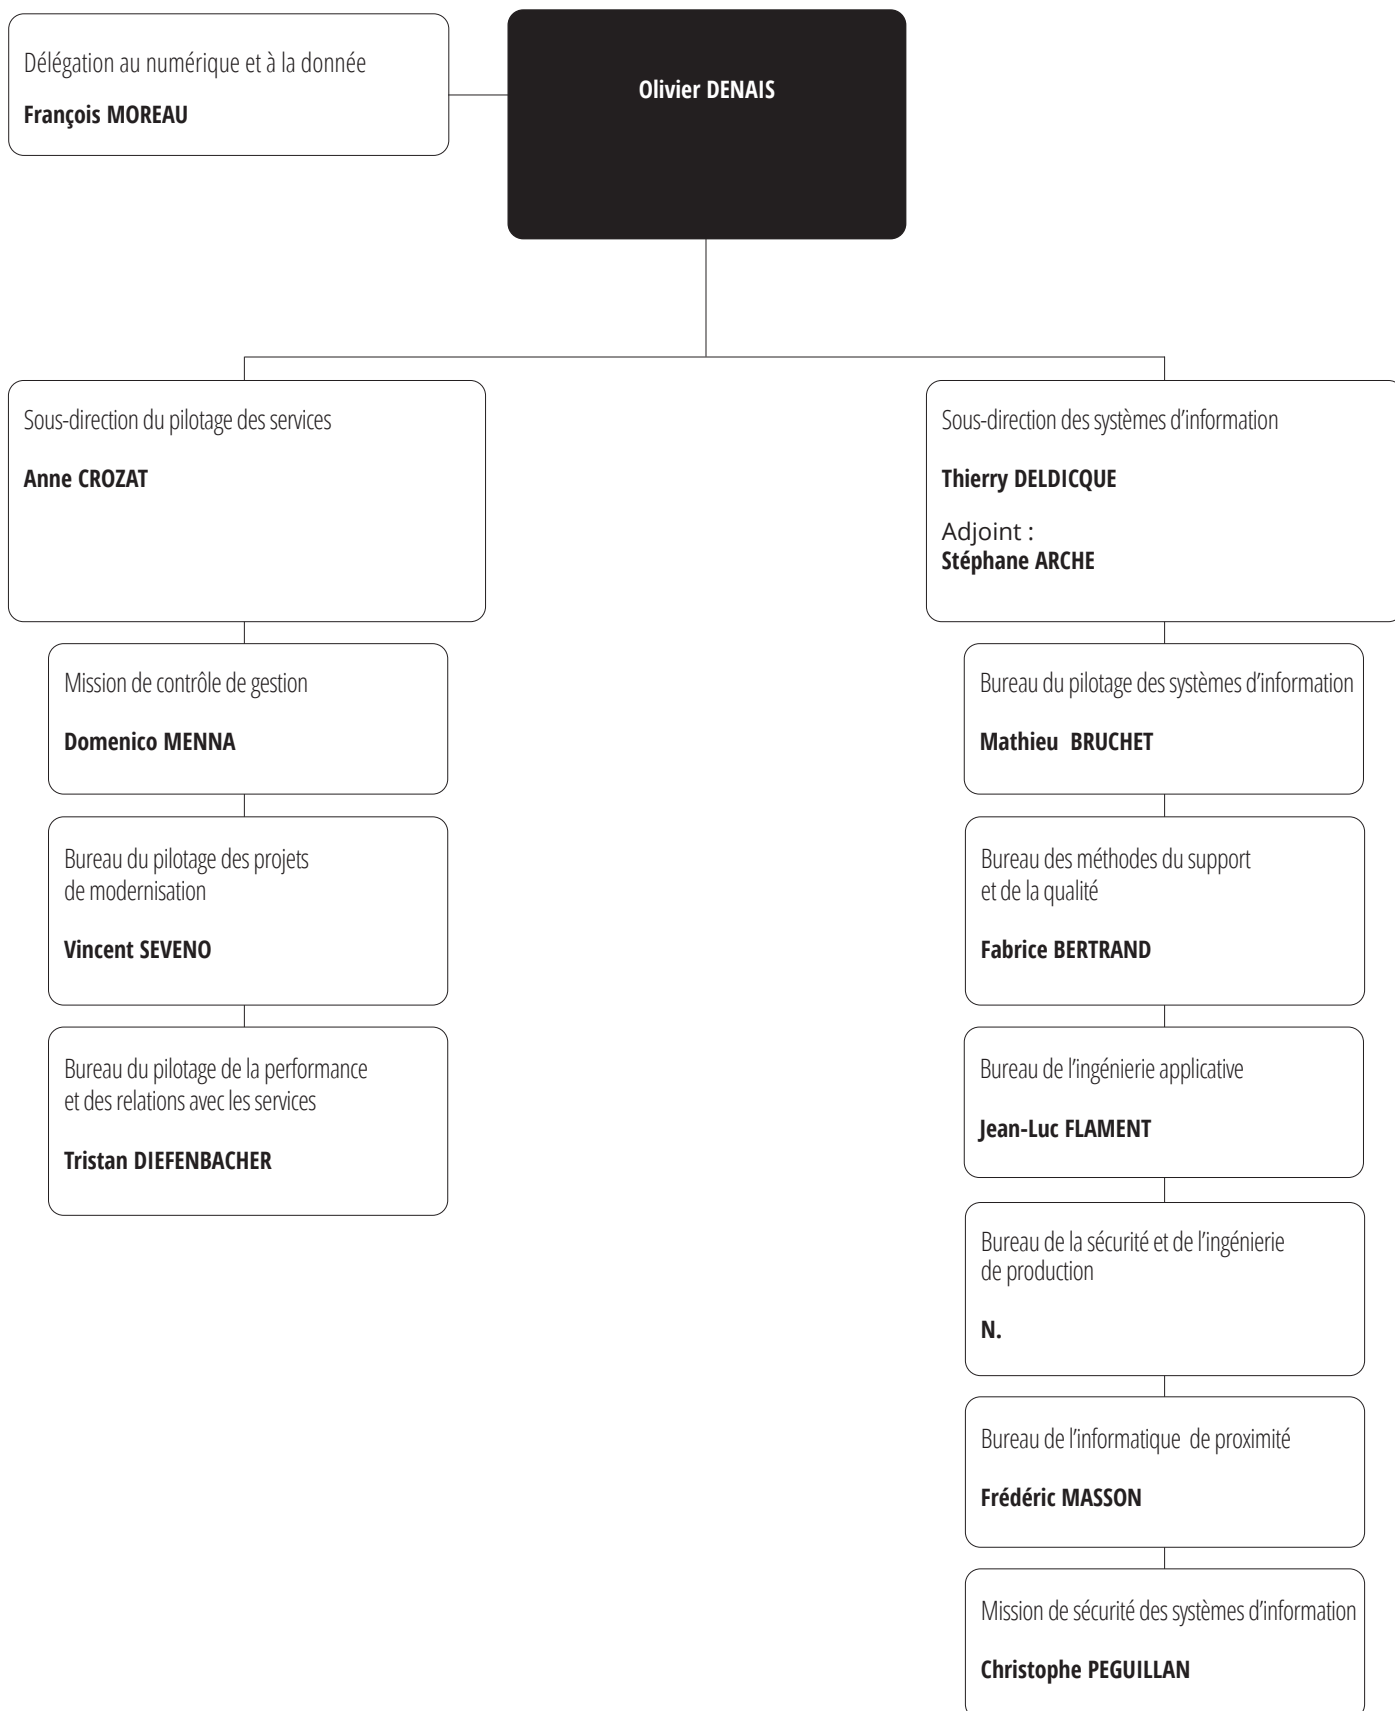 Délégation au numérique et à la donnée
François MOREAU
Olivier DENAIS
Sous-direction du pilotage des services
Anne CROZAT
Mission de contrôle de gestion
Domenico MENNA
Bureau du pilotage des projets
de modernisation
Vincent SEVENO
Bureau du pilotage de la performance
et des relations avec les services
Tristan DIEFENBACHER
Sous-direction des systèmes d’information
Thierry DELDICQUE
Adjoint :
Stéphane ARCHE
Bureau du pilotage des systèmes d’information
Mathieu BRUCHET
Bureau des méthodes du support
et de la qualité
Fabrice BERTRAND
Bureau de l’ingénierie applicative
Jean-Luc FLAMENT
Bureau de la sécurité et de l’ingénierie
de production
N.
Bureau de l’informatique de proximité
Frédéric MASSON
Mission de sécurité des systèmes d’information
Christophe PEGUILLAN